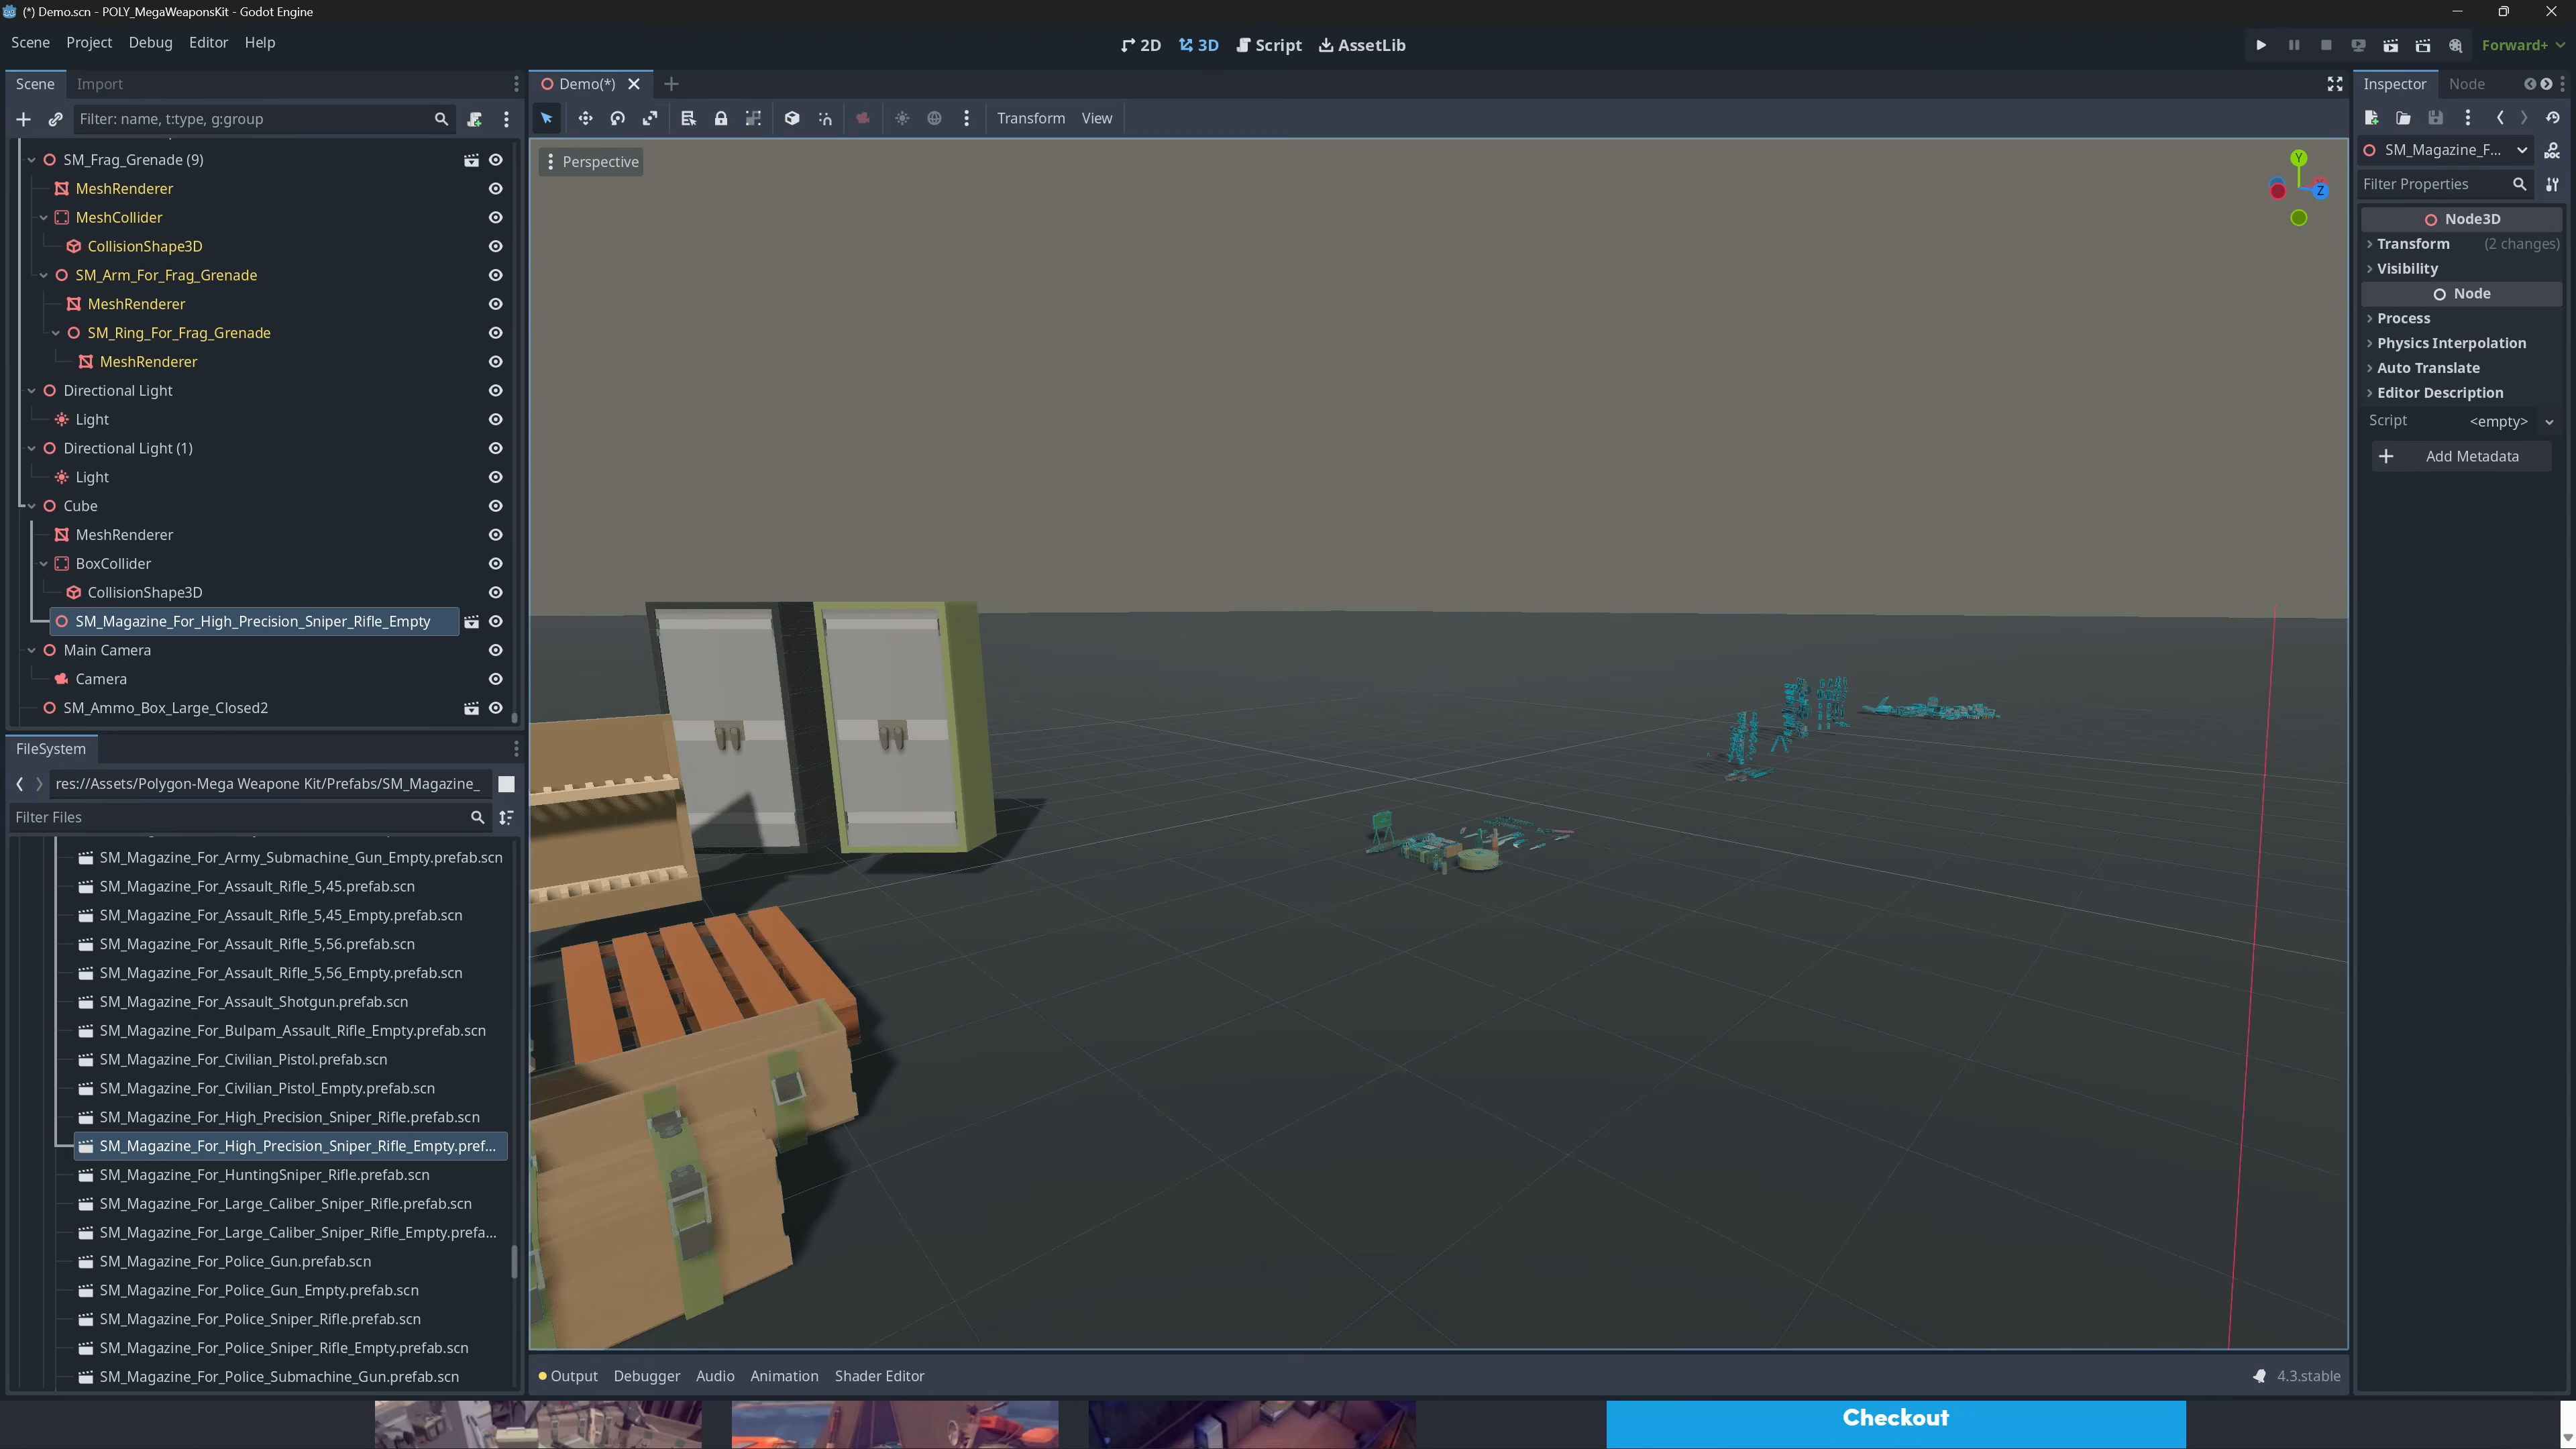 (*) Demo.scn - POLY_MegaWeaponsKit - Godot Engine
Scene Project Debug Editor Help
2D 3D Script AssetLib
Forward+
Scene Import
Filter: name, t:type, g:group
SM_Frag_Grenade (9)
MeshRenderer
MeshCollider
CollisionShape3D
SM_Arm_For_Frag_Grenade
MeshRenderer
SM_Ring_For_Frag_Grenade
MeshRenderer
Directional Light
Light
Directional Light (1)
Light
Cube
MeshRenderer
BoxCollider
CollisionShape3D
SM_Magazine_For_High_Precision_Sniper_Rifle_Empty
Main Camera
Camera
SM_Ammo_Box_Large_Closed2
FileSystem
res://Assets/Polygon-Mega Weapone Kit/Prefabs/SM_Magazine_
Filter Files
SM_Magazine_For_Army_Submachine_Gun_Empty.prefab.scn
SM_Magazine_For_Assault_Rifle_5,45.prefab.scn
SM_Magazine_For_Assault_Rifle_5,45_Empty.prefab.scn
SM_Magazine_For_Assault_Rifle_5,56.prefab.scn
SM_Magazine_For_Assault_Rifle_5,56_Empty.prefab.scn
SM_Magazine_For_Assault_Shotgun.prefab.scn
SM_Magazine_For_Bulpam_Assault_Rifle_Empty.prefab.scn
SM_Magazine_For_Civilian_Pistol.prefab.scn
SM_Magazine_For_Civilian_Pistol_Empty.prefab.scn
SM_Magazine_For_High_Precision_Sniper_Rifle.prefab.scn
SM_Magazine_For_High_Precision_Sniper_Rifle_Empty.pref...
SM_Magazine_For_HuntingSniper_Rifle.prefab.scn
SM_Magazine_For_Large_Caliber_Sniper_Rifle.prefab.scn
SM_Magazine_For_Large_Caliber_Sniper_Rifle_Empty.prefa...
SM_Magazine_For_Police_Gun.prefab.scn
SM_Magazine_For_Police_Gun_Empty.prefab.scn
SM_Magazine_For_Police_Sniper_Rifle.prefab.scn
SM_Magazine_For_Police_Sniper_Rifle_Empty.prefab.scn
SM_Magazine_For_Police_Submachine_Gun.prefab.scn
Demo(*)
Transform View
Perspective
Y
Z
Output Debugger Audio Animation Shader Editor
4.3.stable
Inspector Node
SM_Magazine_F...
DOC
Filter Properties
Node3D
Transform (2 changes)
Visibility
Node
Process
Physics Interpolation
Auto Translate
Editor Description
Script <empty>
Add Metadata
Checkout